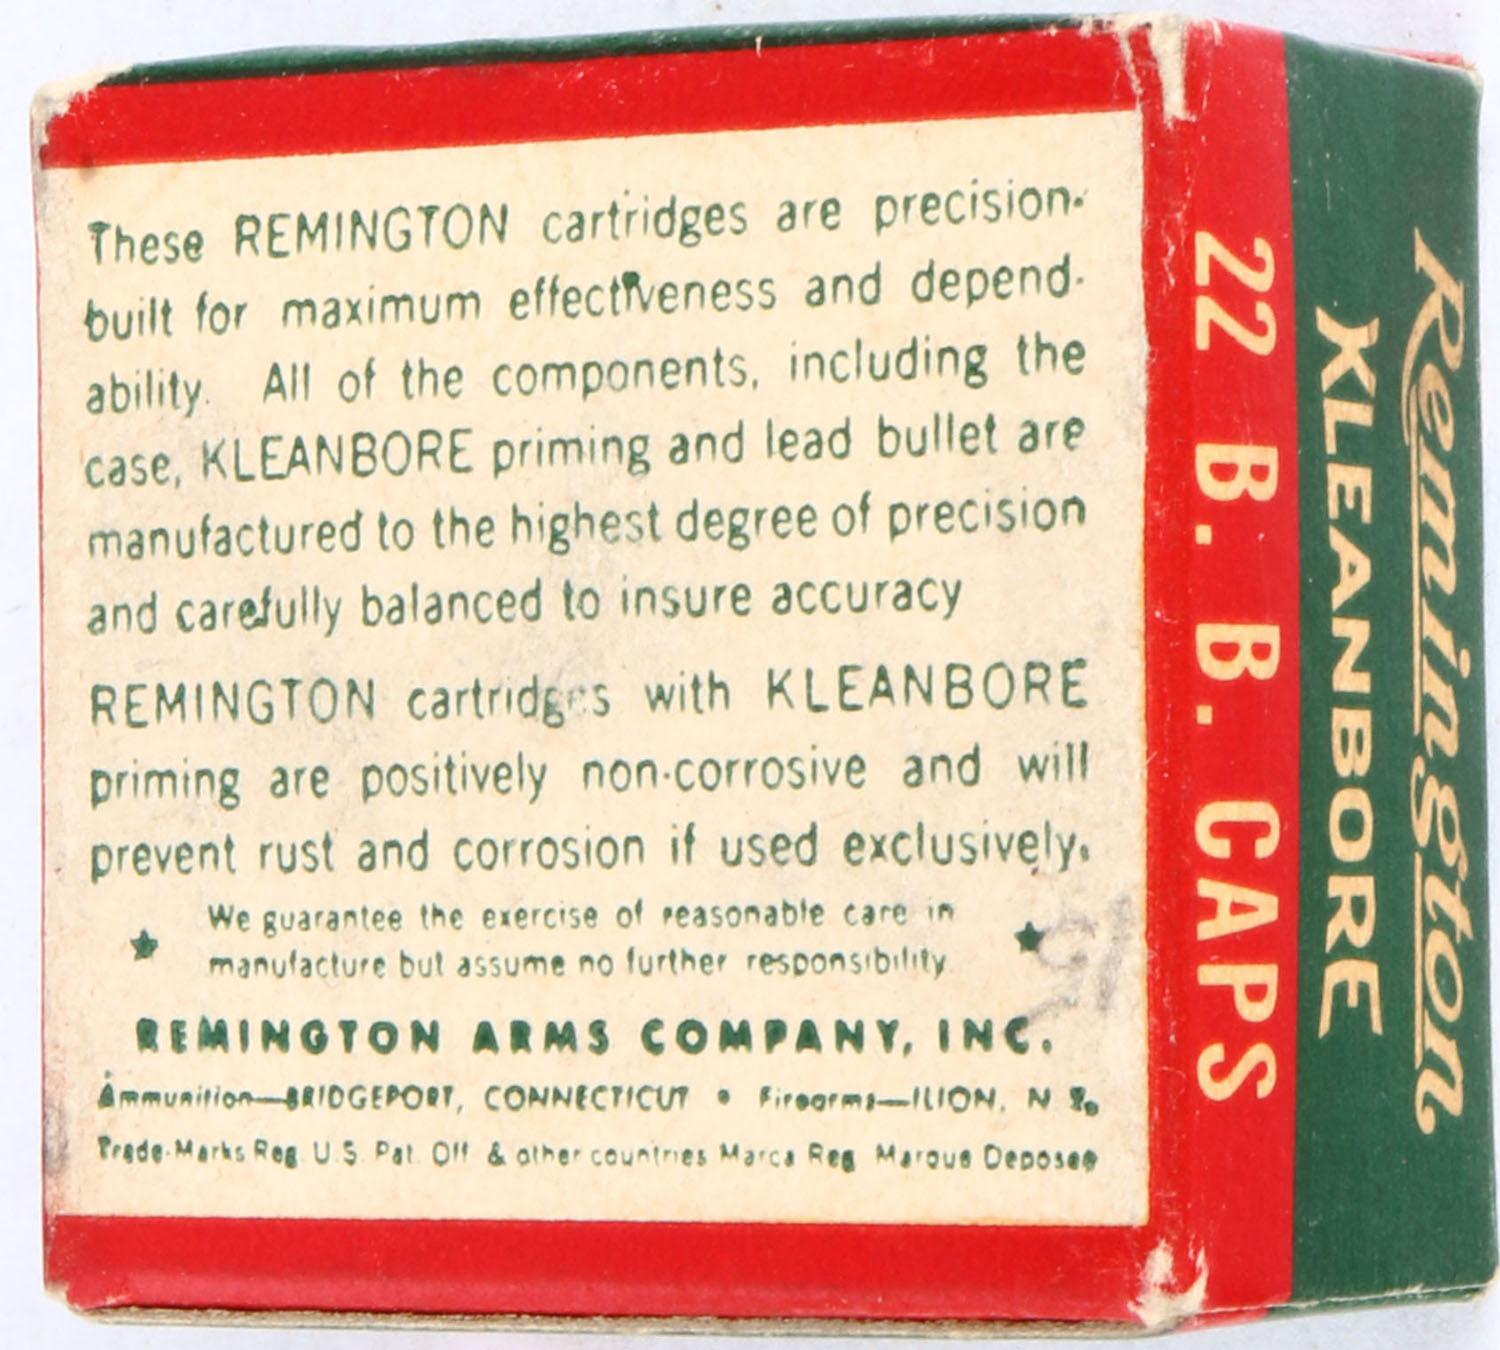 These REMINGTON cartridges are precision-
built for maximum effectiveness and depend-
ability. All of the components, including the
case, KLEANBORE priming and lead bullet are
manufactured to the highest degree of precision
and carefully balanced to insure accuracy
REMINGTON cartridges with KLEANBORE
priming are positively non-corrosive and will
prevent rust and corrosion if used exclusively.
We guarantee the exercise of reasonable care in
manufacture but assume no further responsibility
REMINGTON ARMS COMPANY, INC.
Ammunition—BRIDGEPORT, CONNECTICUT • Firearms—ILION, N Y.
Trade-Marks Reg U.S. Pat. Off & other countries Marca Reg Marque Deposee
15
22 B. B. CAPS
Remington
KLEANBORE